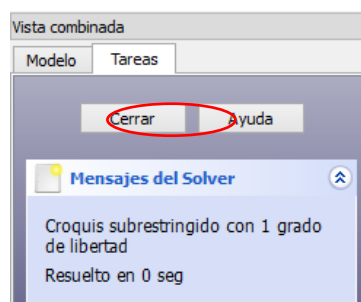 Vista combinada
Modelo Tareas
Cerrar Ayuda
Mensajes del Solver
Croquis subrestringido con 1 grado
de libertad
Resuelto en 0 seg